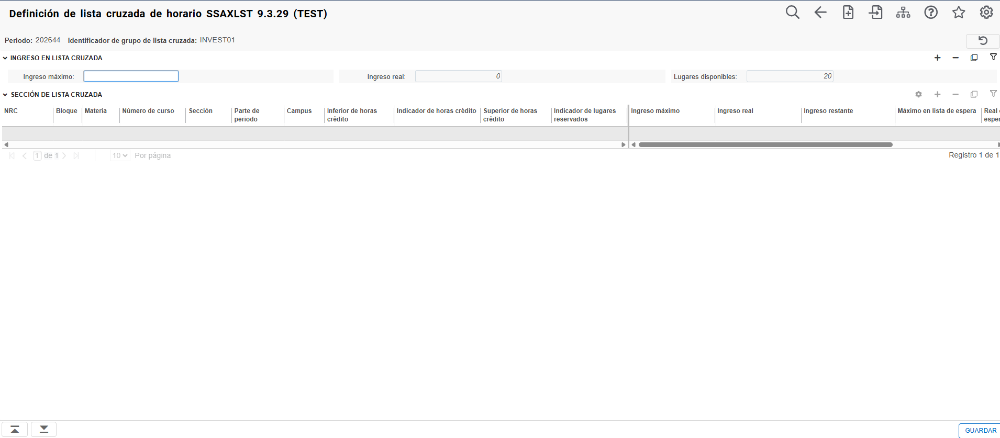 Definición de lista cruzada de horario SSAXLST 9.3.29 (TEST)
Periodo: 202644 Identificador de grupo de lista cruzada: INVEST01
INGRESO EN LISTA CRUZADA
Ingreso máximo: Ingreso real: 0 Lugares disponibles: 20
SECCIÓN DE LISTA CRUZADA
NRC Bloque Materia Número de curso Sección Parte de periodo Campus Inferior de horas crédito Indicador de horas crédito Superior de horas crédito Indicador de lugares reservados Ingreso máximo Ingreso real Ingreso restante Máximo en lista de espera Real
1 de 1 10 Por página Registro 1 de 1
GUARDAR